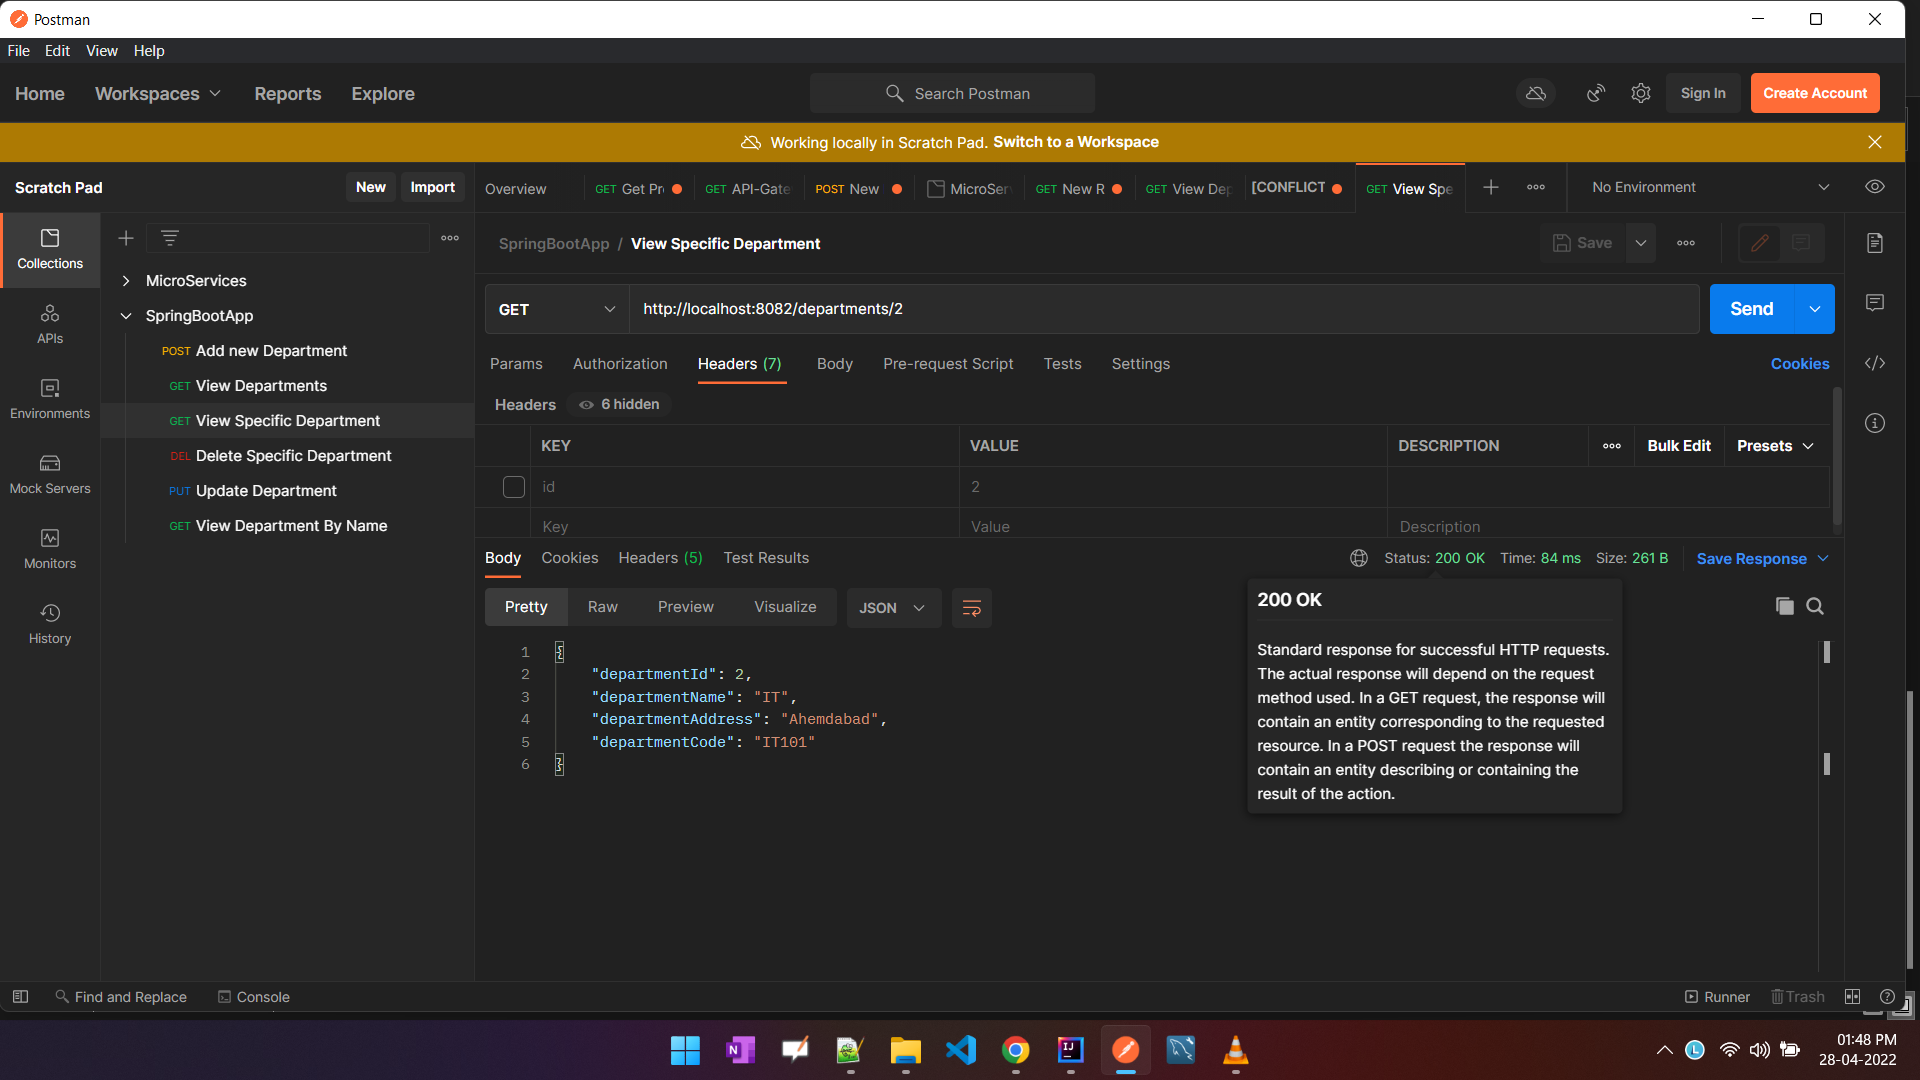 Postman
File Edit View Help
Home Workspaces Reports Explore Search Postman Sign In Create Account
Working locally in Scratch Pad. Switch to a Workspace
Scratch Pad New Import
Overview GET Get Pr GET API-Gate POST New MicroSer GET New R GET View Dep [CONFLICT GET View Spe No Environment
Collections
APIs
Environments
Mock Servers
Monitors
History
MicroServices
SpringBootApp
POST Add new Department
GET View Departments
GET View Specific Department
DEL Delete Specific Department
PUT Update Department
GET View Department By Name
SpringBootApp / View Specific Department Save
GET http://localhost:8082/departments/2 Send
Params Authorization Headers (7) Body Pre-request Script Tests Settings Cookies
Headers 6 hidden
KEY VALUE DESCRIPTION Bulk Edit Presets
id 2
Key Value Description
Body Cookies Headers (5) Test Results Status: 200 OK Time: 84 ms Size: 261 B Save Response
Pretty Raw Preview Visualize JSON
1 {
2 "departmentId": 2,
3 "departmentName": "IT",
4 "departmentAddress": "Ahemdabad",
5 "departmentCode": "IT101"
6 }
200 OK
Standard response for successful HTTP requests.
The actual response will depend on the request
method used. In a GET request, the response will
contain an entity corresponding to the requested
resource. In a POST request the response will
contain an entity describing or containing the
result of the action.
Find and Replace Console Runner Trash
01:48 PM
28-04-2022